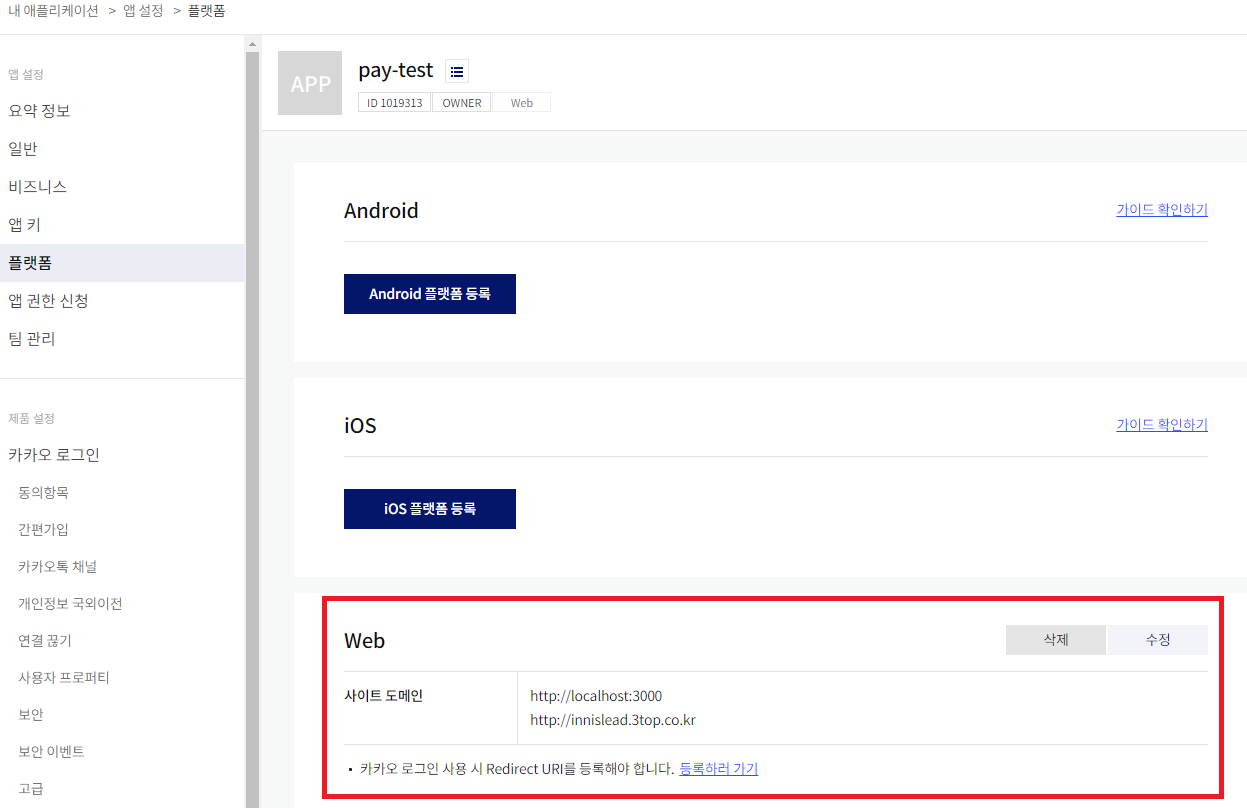 내 애플리케이션 > 앱 설정 > 플랫폼
앱 설정
요약 정보
일반
비즈니스
앱 키
플랫폼
앱 권한 신청
팀 관리
제품 설정
카카오 로그인
동의항목
간편가입
카카오톡 채널
개인정보 국외이전
연결 끊기
사용자 프로퍼티
보안
보안 이벤트
고급
APP
pay-test
ID 1019313
OWNER
Web
Android
가이드 확인하기
Android 플랫폼 등록
iOS
가이드 확인하기
iOS 플랫폼 등록
Web
삭제
수정
사이트 도메인
http://localhost:3000
http://innislead.3top.co.kr
• 카카오 로그인 사용 시 Redirect URI를 등록해야 합니다. 등록하러 가기